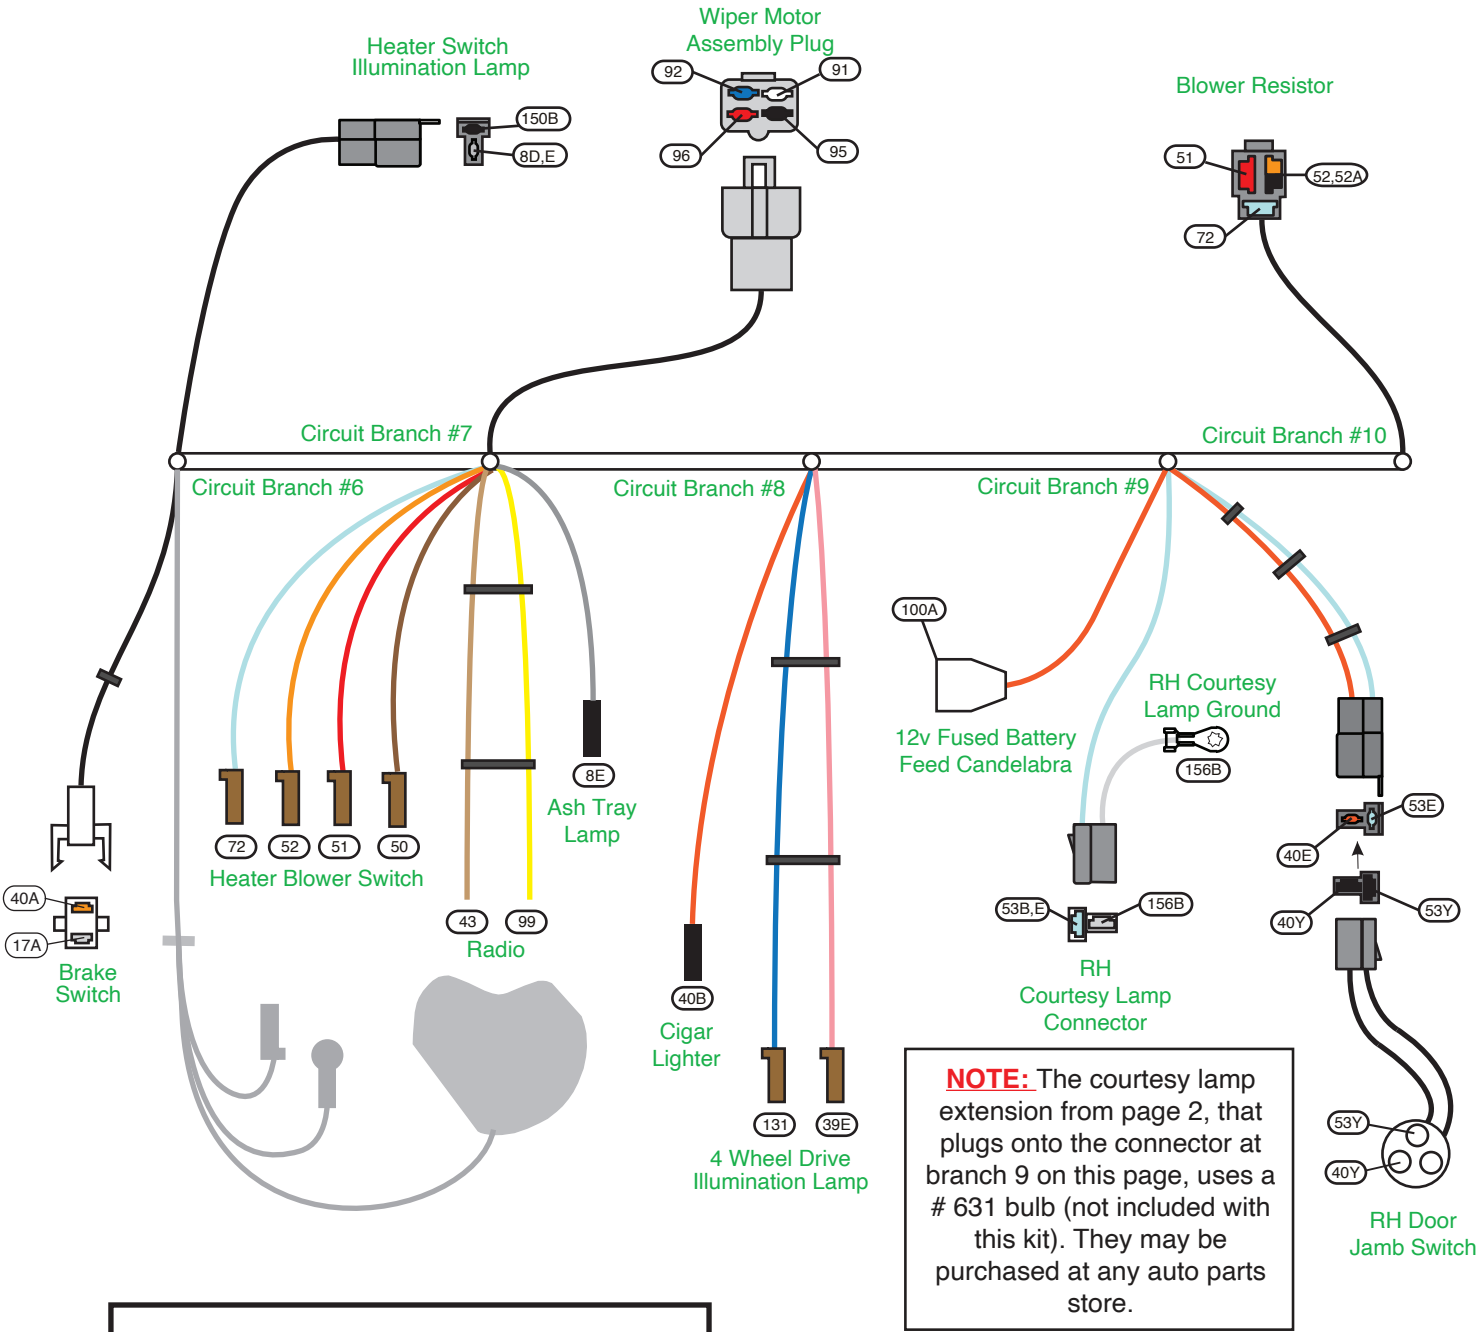 Wiper Motor
Assembly Plug
Heater Switch
Illumination Lamp
Blower Resistor
92
91
96
95
150B
8D,E
51
52,52A
72
Circuit Branch #7
Circuit Branch #10
Circuit Branch #6
Circuit Branch #8
Circuit Branch #9
100A
12v Fused Battery
Feed Candelabra
RH Courtesy
Lamp Ground
156B
8E
Ash Tray
Lamp
72
52
51
50
Heater Blower Switch
40A
17A
Brake
Switch
43
99
Radio
40B
Cigar
Lighter
53B,E
156B
RH
Courtesy Lamp
Connector
53E
40E
40Y
53Y
131
39E
4 Wheel Drive
Illumination Lamp
NOTE: The courtesy lamp
extension from page 2, that
plugs onto the connector at
branch 9 on this page, uses a
# 631 bulb (not included with
this kit). They may be
purchased at any auto parts
store.
53Y
40Y
RH Door
Jamb Switch